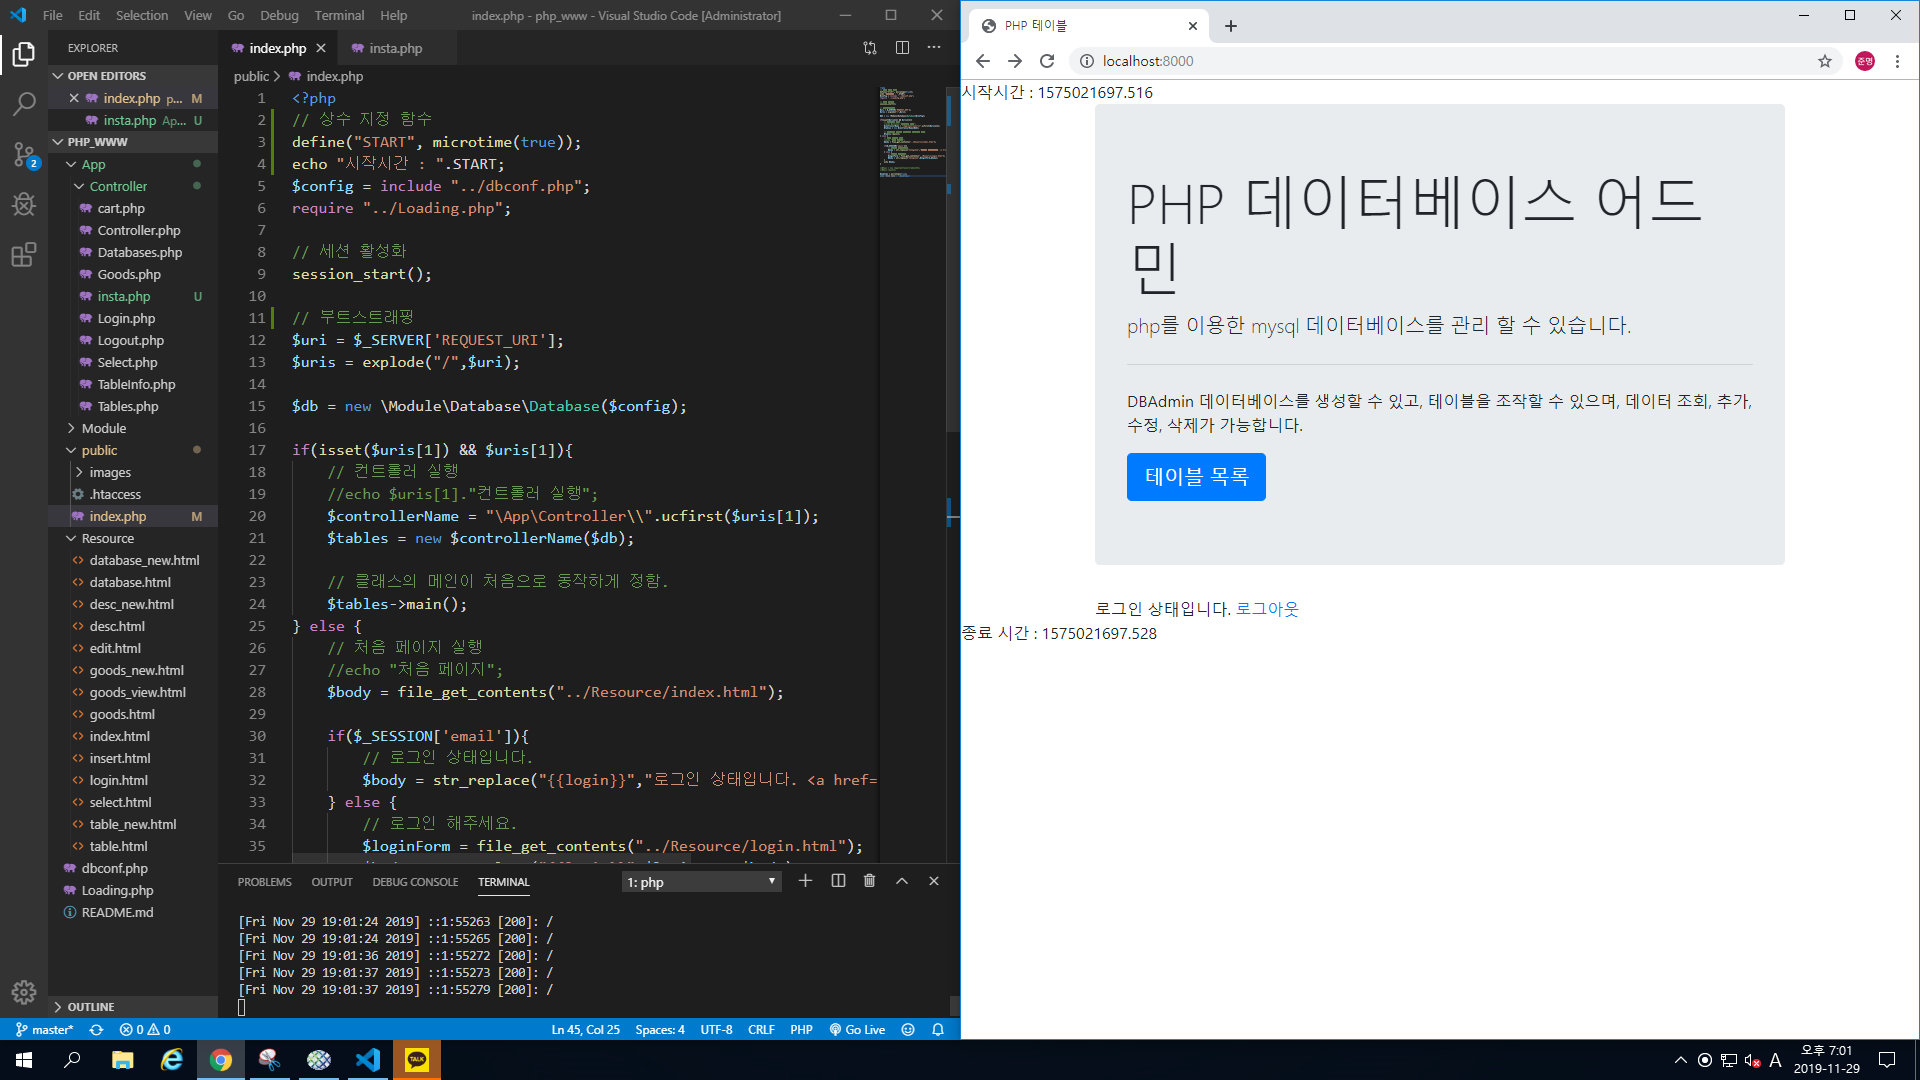 File Edit Selection View Go Debug Terminal Help index.php - php_www - Visual Studio Code [Administrator]
EXPLORER
OPEN EDITORS
index.php p... M
insta.php Ap... U
PHP_WWW
App
Controller
cart.php
Controller.php
Databases.php
Goods.php
insta.php U
Login.php
Logout.php
Select.php
TableInfo.php
Tables.php
Module
public
images
.htaccess
index.php M
Resource
database_new.html
database.html
desc_new.html
desc.html
edit.html
goods_new.html
goods_view.html
goods.html
index.html
insert.html
login.html
select.html
table_new.html
table.html
dbconf.php
Loading.php
README.md
OUTLINE
2
index.php insta.php
public > index.php
1 <?php
2 // 상수 지정 함수
3 define("START", microtime(true));
4 echo "시작시간 : ".START;
5 $config = include "../dbconf.php";
6 require "../Loading.php";
7
8 // 세션 활성화
9 session_start();
10
11 // 부트스트래핑
12 $uri = $_SERVER['REQUEST_URI'];
13 $uris = explode("/",$uri);
14
15 $db = new \Module\Database\Database($config);
16
17 if(isset($uris[1]) && $uris[1]){
18 // 컨트롤러 실행
19 //echo $uris[1]."컨트롤러 실행";
20 $controllerName = "\App\Controller\\".ucfirst($uris[1]);
21 $tables = new $controllerName($db);
22
23 // 클래스의 메인이 처음으로 동작하게 정함.
24 $tables->main();
25 } else {
26 // 처음 페이지 실행
27 //echo "처음 페이지";
28 $body = file_get_contents("../Resource/index.html");
29
30 if($_SESSION['email']){
31 // 로그인 상태입니다.
32 $body = str_replace("{{login}}","로그인 상태입니다. <a href=
33 } else {
34 // 로그인 해주세요.
35 $loginForm = file_get_contents("../Resource/login.html");
PROBLEMS OUTPUT DEBUG CONSOLE TERMINAL 1: php
[Fri Nov 29 19:01:24 2019] ::1:55263 [200]: /
[Fri Nov 29 19:01:24 2019] ::1:55265 [200]: /
[Fri Nov 29 19:01:36 2019] ::1:55272 [200]: /
[Fri Nov 29 19:01:37 2019] ::1:55273 [200]: /
[Fri Nov 29 19:01:37 2019] ::1:55279 [200]: /
master* 0 0 Ln 45, Col 25 Spaces: 4 UTF-8 CRLF PHP Go Live
PHP 테이블
localhost:8000 준명
시작시간 : 1575021697.516
PHP 데이터베이스 어드
민
php를 이용한 mysql 데이터베이스를 관리 할 수 있습니다.
DBAdmin 데이터베이스를 생성할 수 있고, 테이블을 조작할 수 있으며, 데이터 조회, 추가,
수정, 삭제가 가능합니다.
테이블 목록
로그인 상태입니다. 로그아웃
종료 시간 : 1575021697.528
TALK
A 오후 7:01
2019-11-29